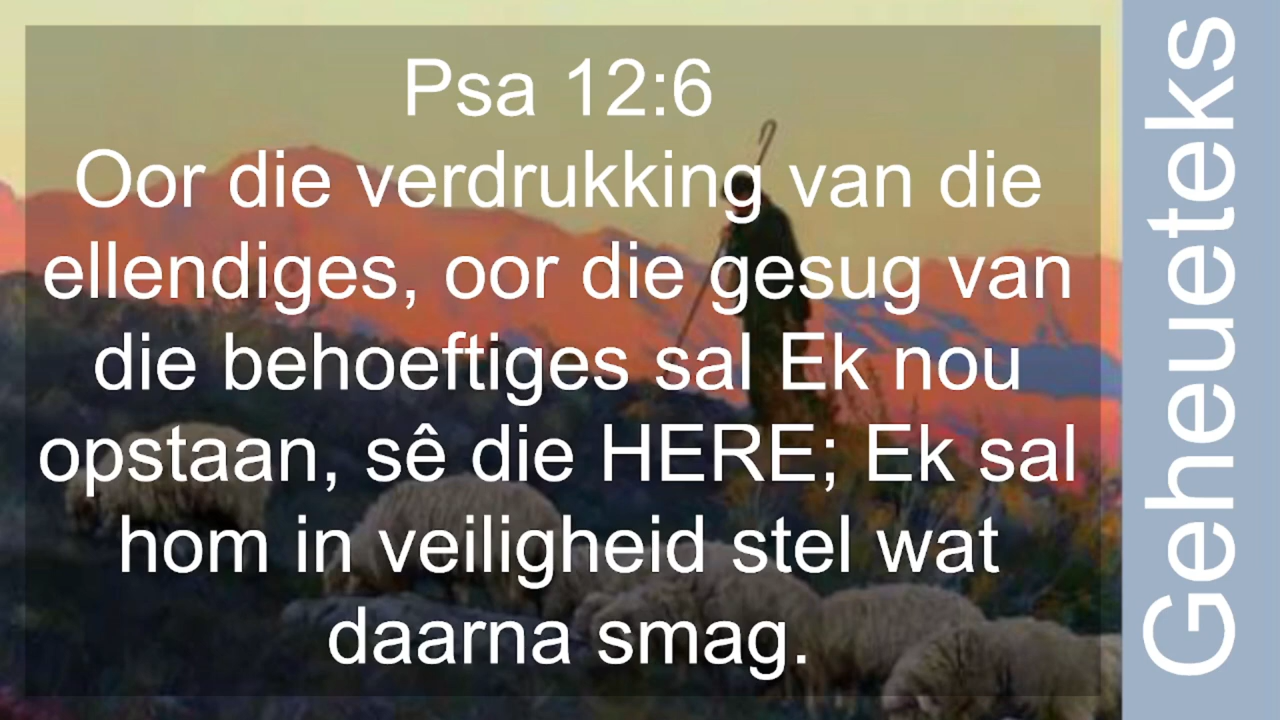 Psa 12:6
Oor die verdrukking van die
ellendiges, oor die gesug van
die behoeftiges sal Ek nou
opstaan, sê die HERE; Ek sal
hom in veiligheid stel wat
daarna smag.
Geheueteks